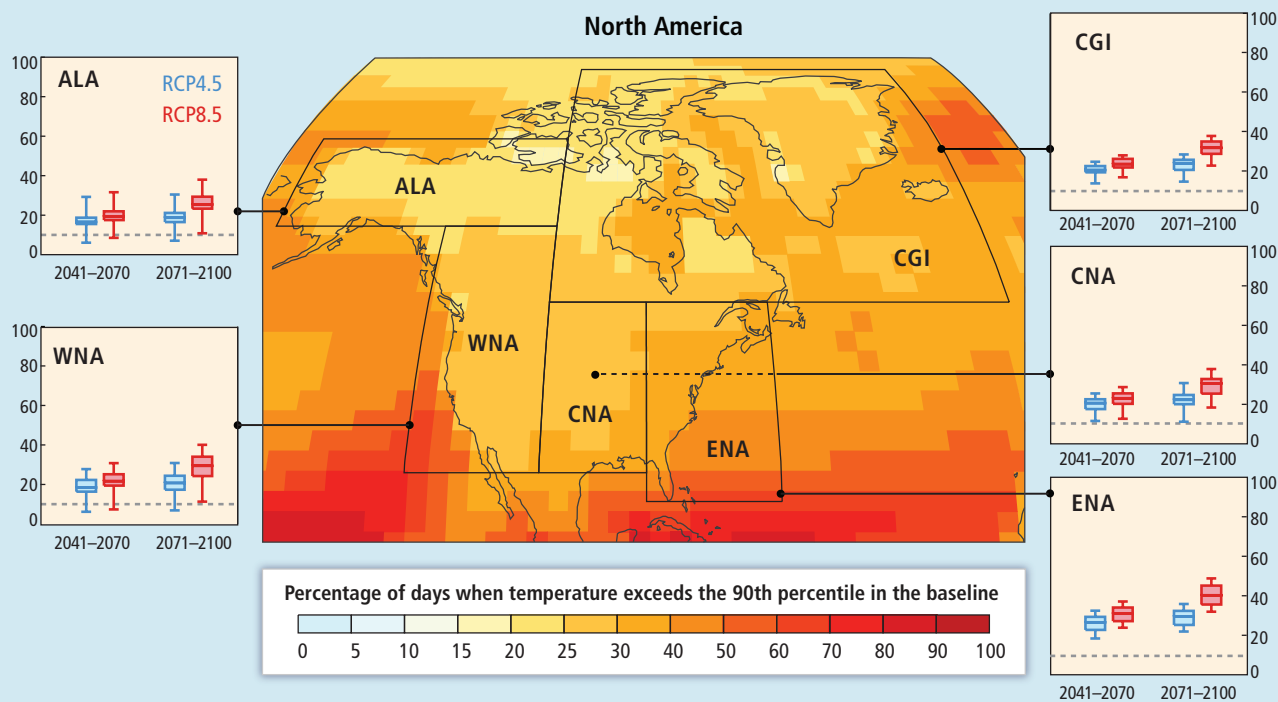 North America
ALA
RCP4.5
RCP8.5
100
80
60
40
20
0
2041–2070
2071–2100
WNA
100
80
60
40
20
0
2041–2070
2071–2100
ALA
WNA
CNA
ENA
CGI
CGI
100
80
60
40
20
0
2041–2070
2071–2100
CNA
100
80
60
40
20
0
2041–2070
2071–2100
ENA
100
80
60
40
20
0
2041–2070
2071–2100
Percentage of days when temperature exceeds the 90th percentile in the baseline
0 5 10 15 20 25 30 40 50 60 70 80 90 100